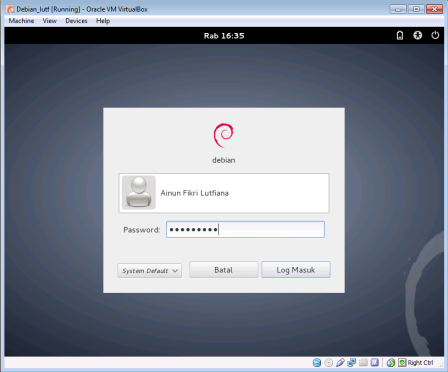 Debian_lutf [Running] - Oracle VM VirtualBox
Machine View Devices Help
Rab 16:35
debian
Ainun Fikri Lutfiana
Password: •••••••••
System Default
Batal
Log Masuk
Right Ctrl